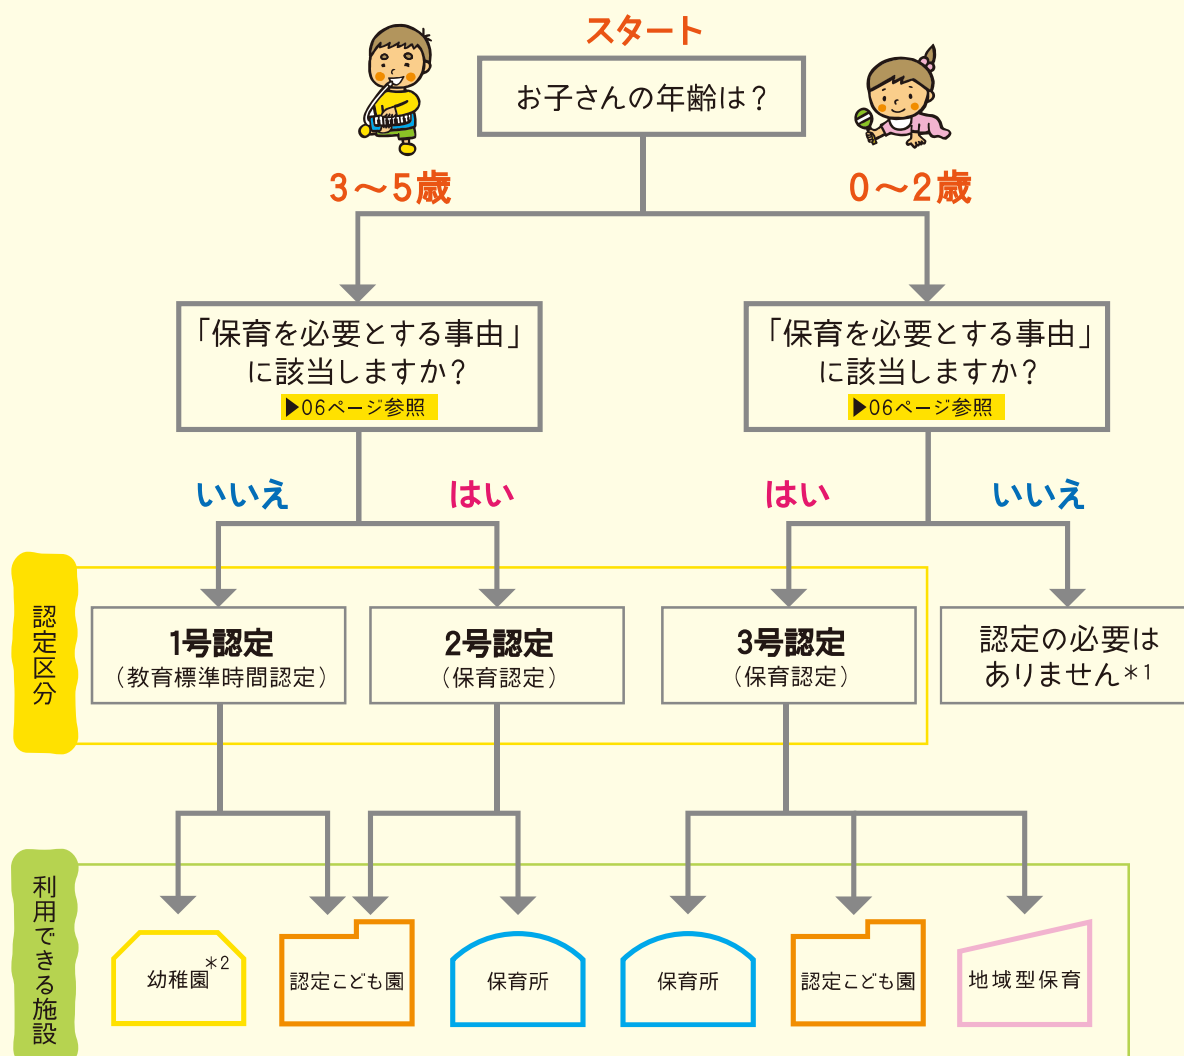 スタート
お子さんの年齢は？
3〜5歳
0〜2歳
「保育を必要とする事由」
に該当しますか？
▶06ページ参照
「保育を必要とする事由」
に該当しますか？
▶06ページ参照
いいえ
はい
はい
いいえ
認定区分
1号認定
（教育標準時間認定）
2号認定
（保育認定）
3号認定
（保育認定）
認定の必要は
ありません＊1
利用できる施設
幼稚園＊2
認定こども園
保育所
保育所
認定こども園
地域型保育